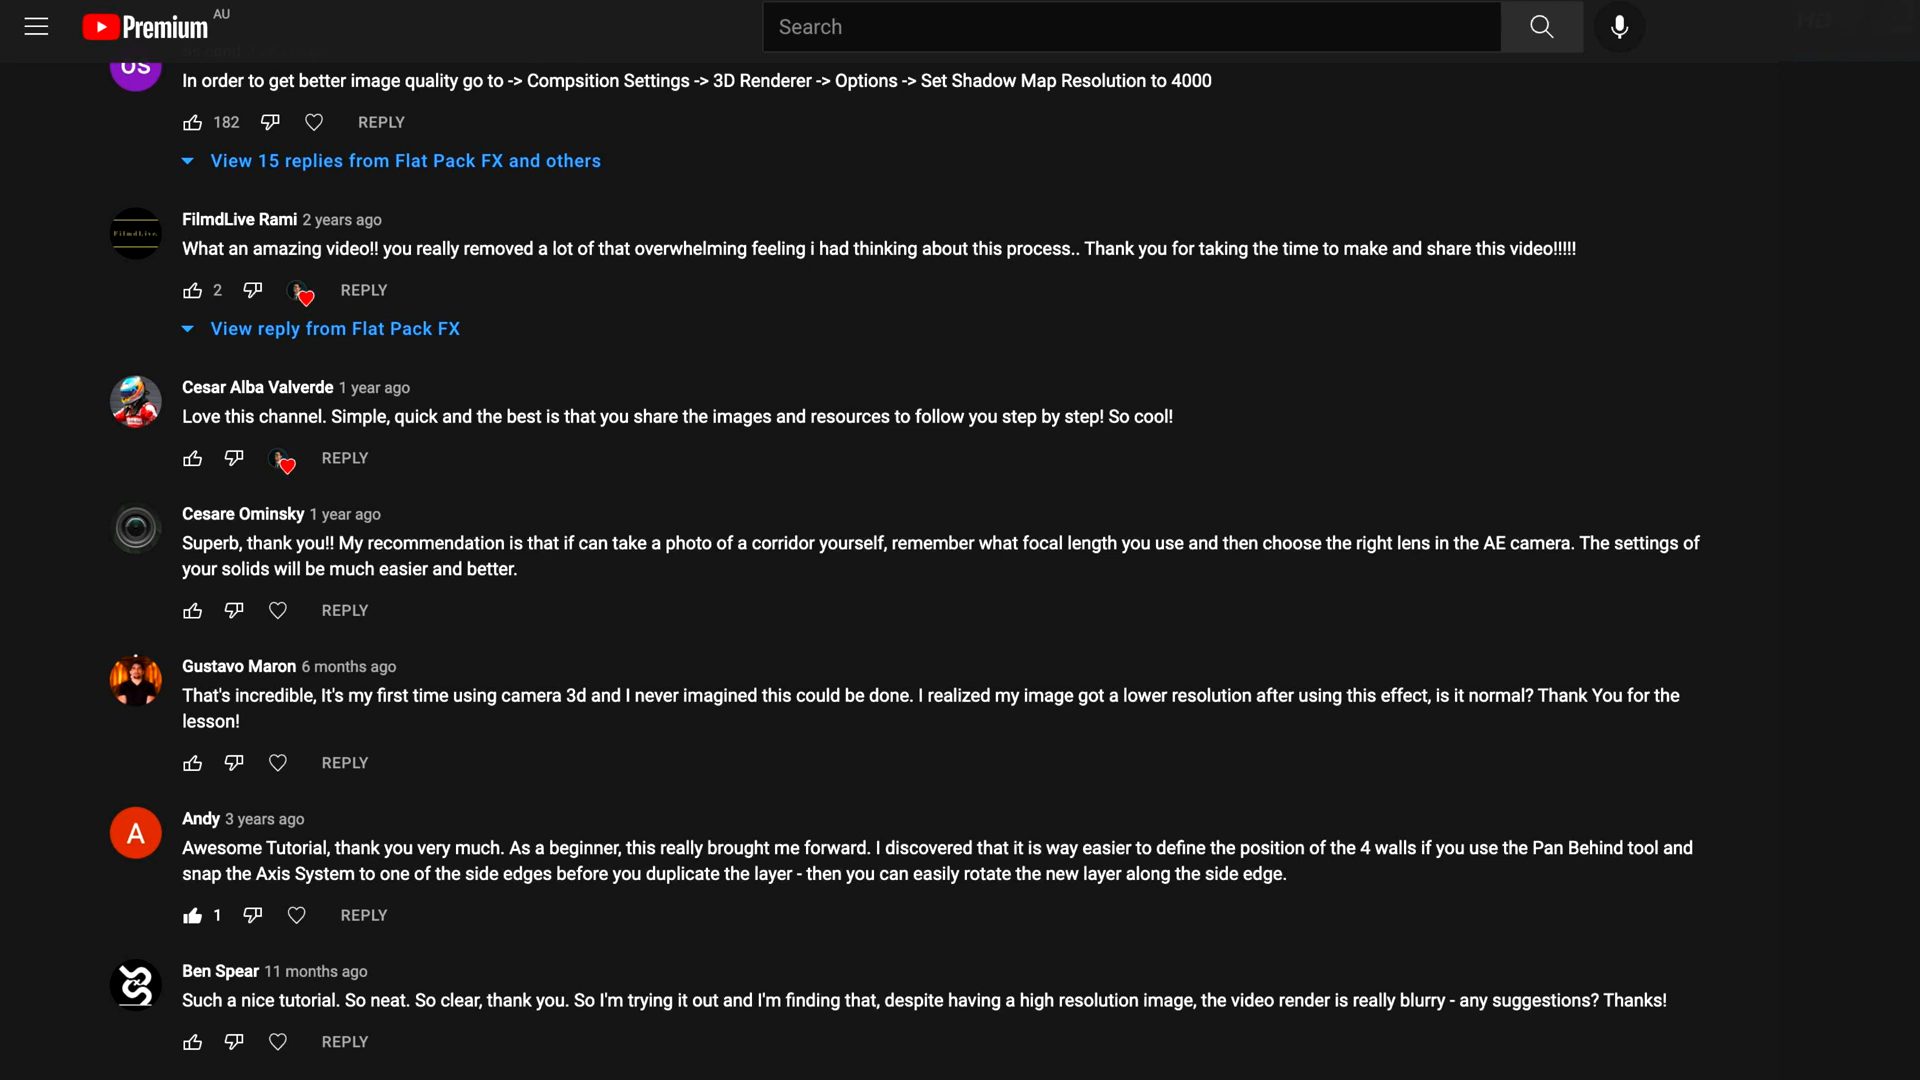 AU
Premium
Search
OS
In order to get better image quality go to -> Compsition Settings -> 3D Renderer -> Options -> Set Shadow Map Resolution to 4000
182 REPLY
View 15 replies from Flat Pack FX and others
FilmdLive Rami 2 years ago
FilmdLive.
What an amazing video!! you really removed a lot of that overwhelming feeling i had thinking about this process.. Thank you for taking the time to make and share this video!!!!!
2 REPLY
View reply from Flat Pack FX
Cesar Alba Valverde 1 year ago
Love this channel. Simple, quick and the best is that you share the images and resources to follow you step by step! So cool!
REPLY
Cesare Ominsky 1 year ago
Superb, thank you!! My recommendation is that if can take a photo of a corridor yourself, remember what focal length you use and then choose the right lens in the AE camera. The settings of
your solids will be much easier and better.
REPLY
Gustavo Maron 6 months ago
That's incredible, It's my first time using camera 3d and I never imagined this could be done. I realized my image got a lower resolution after using this effect, is it normal? Thank You for the
lesson!
REPLY
Andy 3 years ago
A
Awesome Tutorial, thank you very much. As a beginner, this really brought me forward. I discovered that it is way easier to define the position of the 4 walls if you use the Pan Behind tool and
snap the Axis System to one of the side edges before you duplicate the layer - then you can easily rotate the new layer along the side edge.
1 REPLY
Ben Spear 11 months ago
Such a nice tutorial. So neat. So clear, thank you. So I'm trying it out and I'm finding that, despite having a high resolution image, the video render is really blurry - any suggestions? Thanks!
REPLY